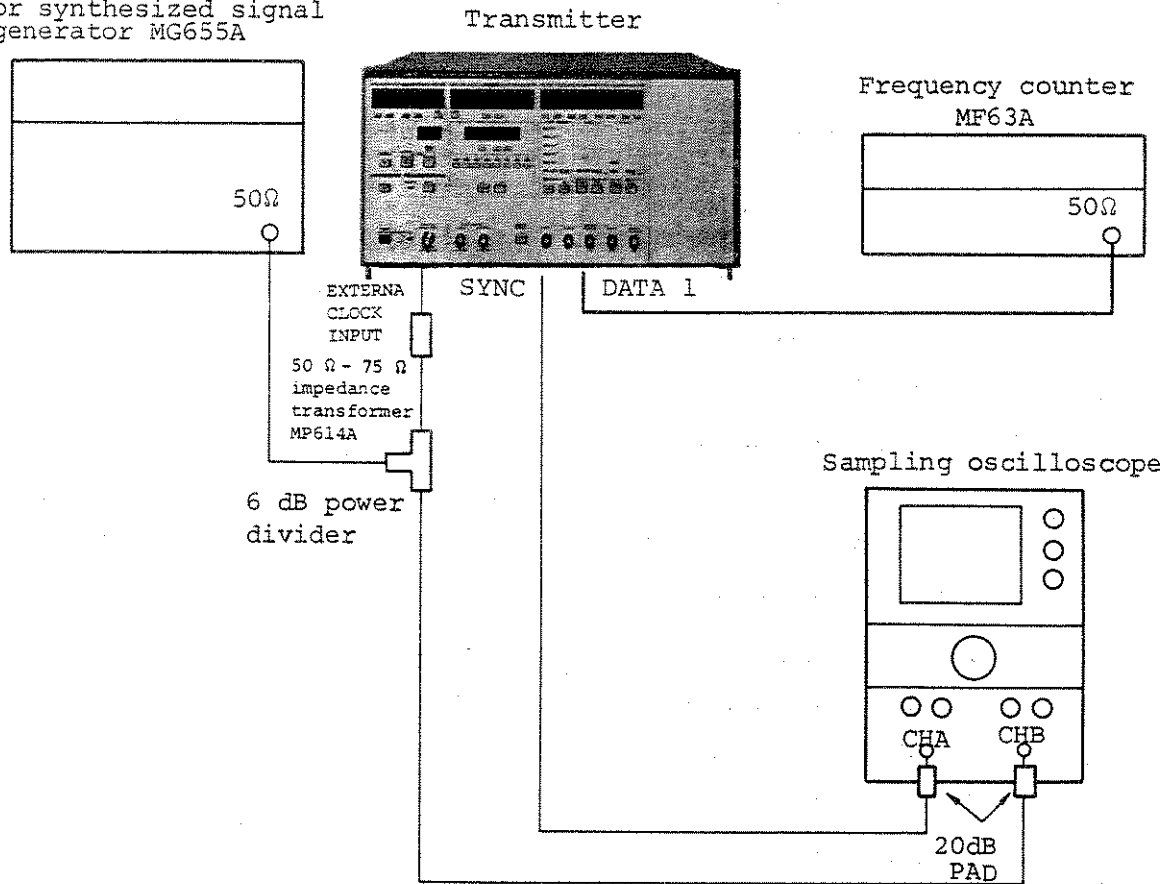 or synthesized signal
generator MG655A
Transmitter
Frequency counter
MF63A
50Ω
50Ω
EXTERNA
CLOCK
INPUT
SYNC
DATA 1
50 Ω - 75 Ω
impedance
transformer
MP614A
6 dB power
divider
Sampling oscilloscope
CHA
CHB
20dB
PAD